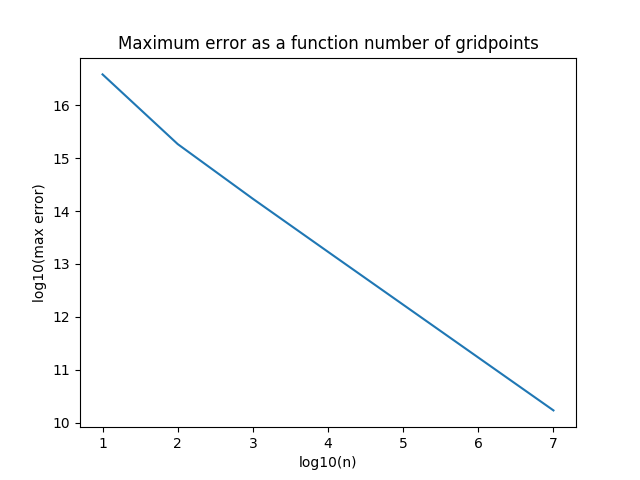 Maximum error as a function number of gridpoints
16
15
14
13
12
11
10
log10(max error)
1 2 3 4 5 6 7
log10(n)